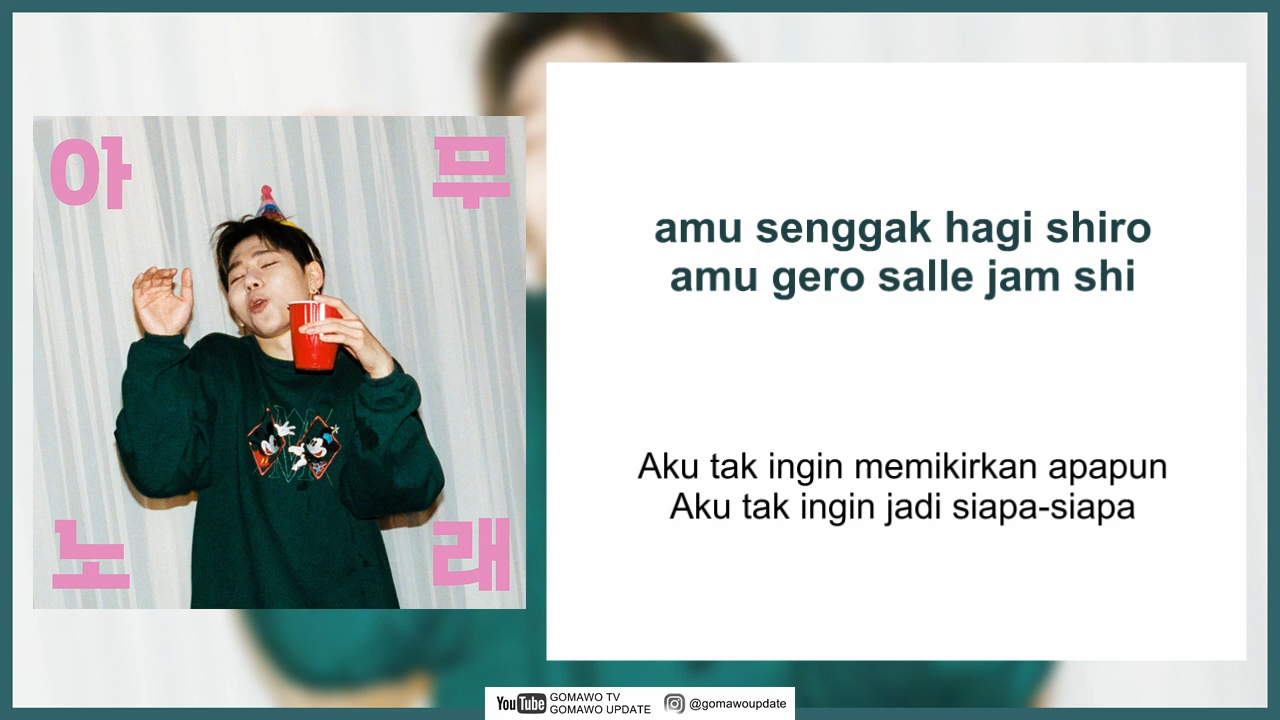 아 무
노 래
amu senggak hagi shiro
amu gero salle jam shi
Aku tak ingin memikirkan apapun
Aku tak ingin jadi siapa-siapa
YouTube GOMAWO TV
GOMAWO UPDATE
@gomawoupdate